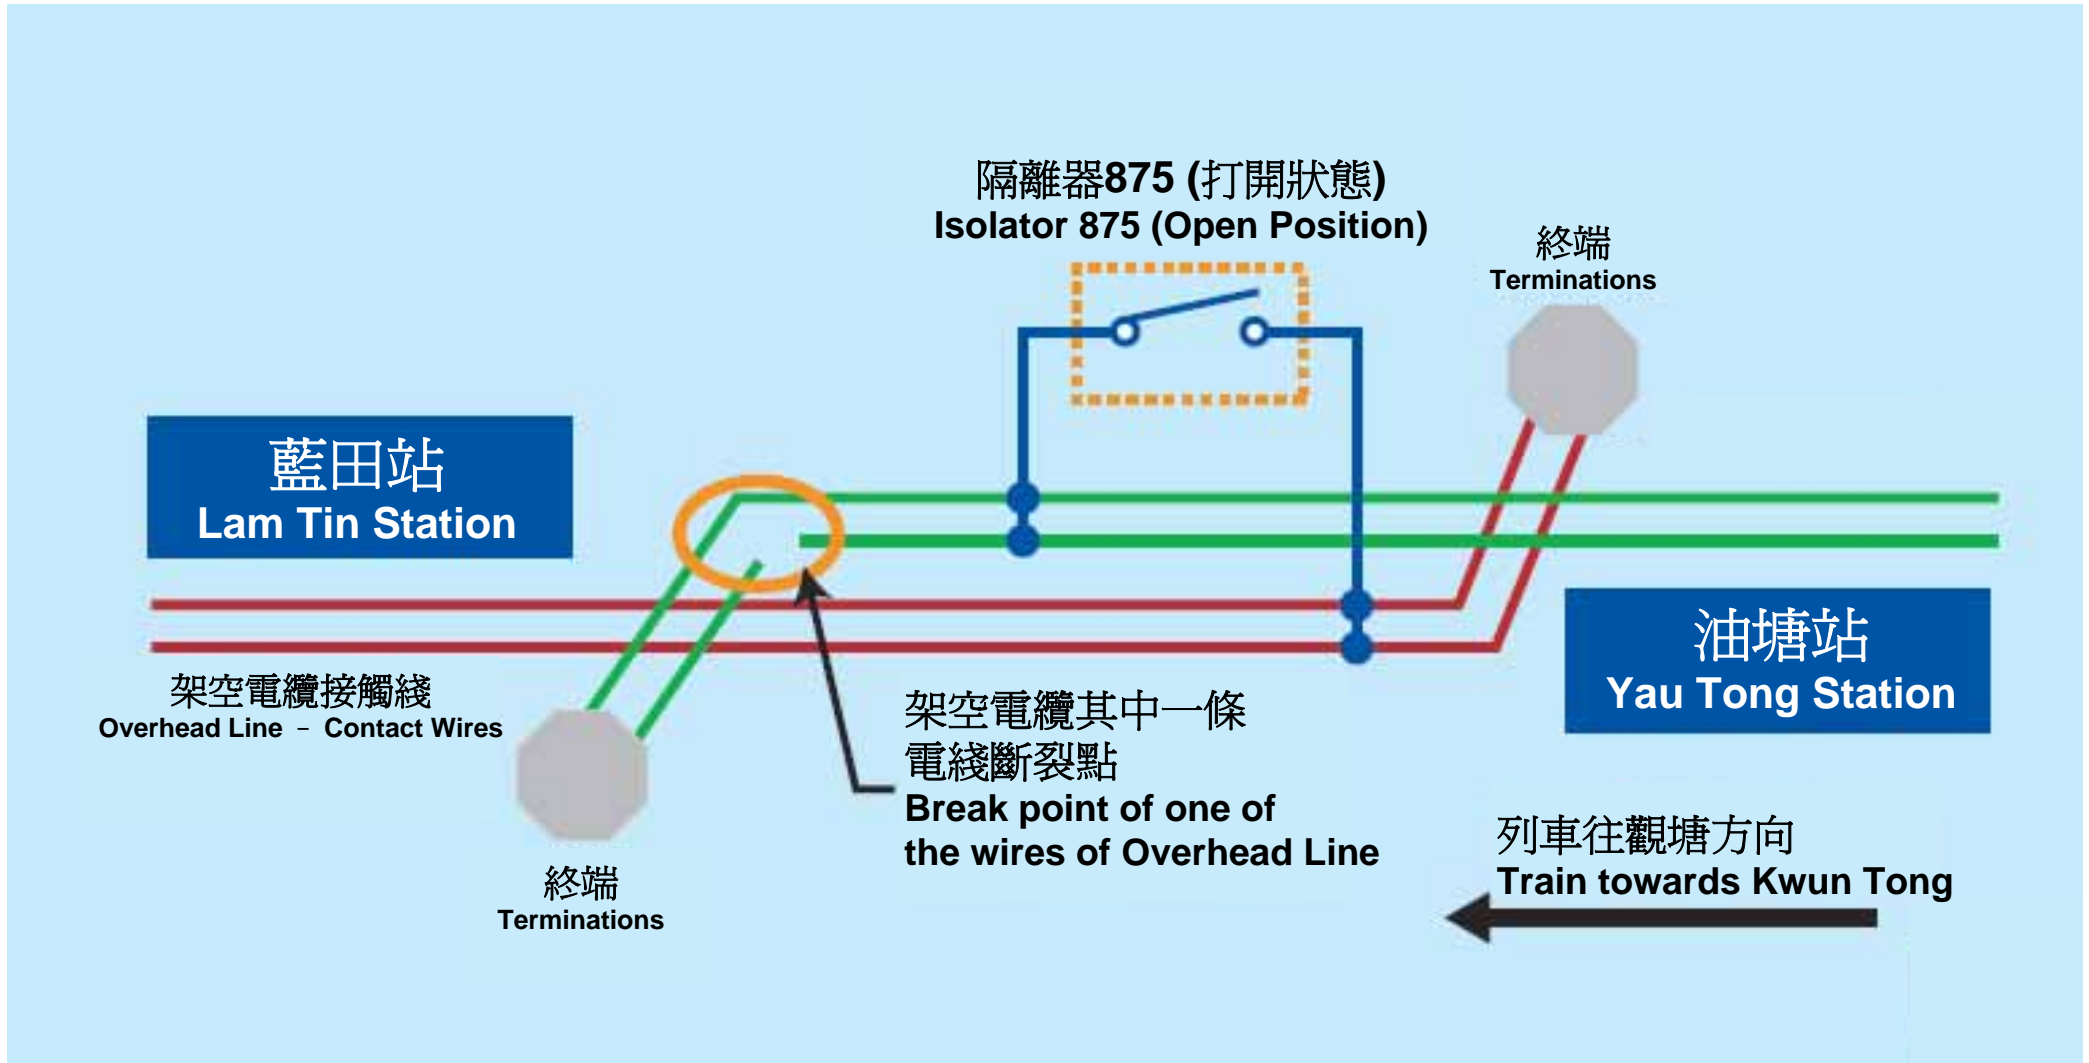 隔離器875 (打開狀態)
Isolator 875 (Open Position)
終端
Terminations
藍田站
Lam Tin Station
油塘站
Yau Tong Station
架空電纜接觸綫
Overhead Line – Contact Wires
架空電纜其中一條
電綫斷裂點
Break point of one of
the wires of Overhead Line
列車往觀塘方向
Train towards Kwun Tong
終端
Terminations